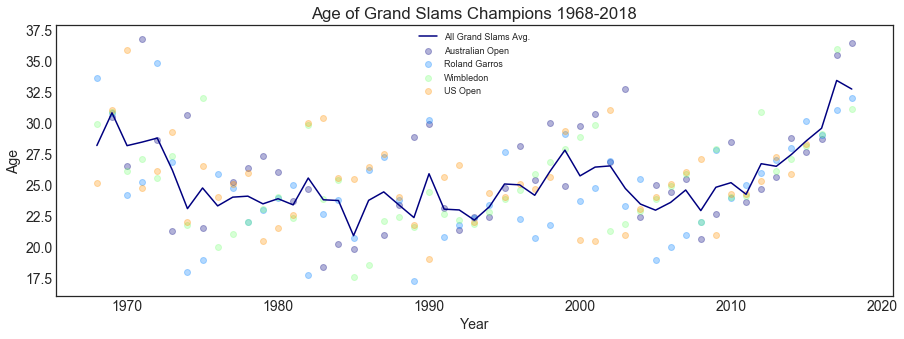 Age of Grand Slams Champions 1968-2018
All Grand Slams Avg.
Australian Open
Roland Garros
Wimbledon
US Open
37.5
35.0
32.5
30.0
27.5
25.0
22.5
20.0
17.5
Age
1970 1980 1990 2000 2010 2020
Year